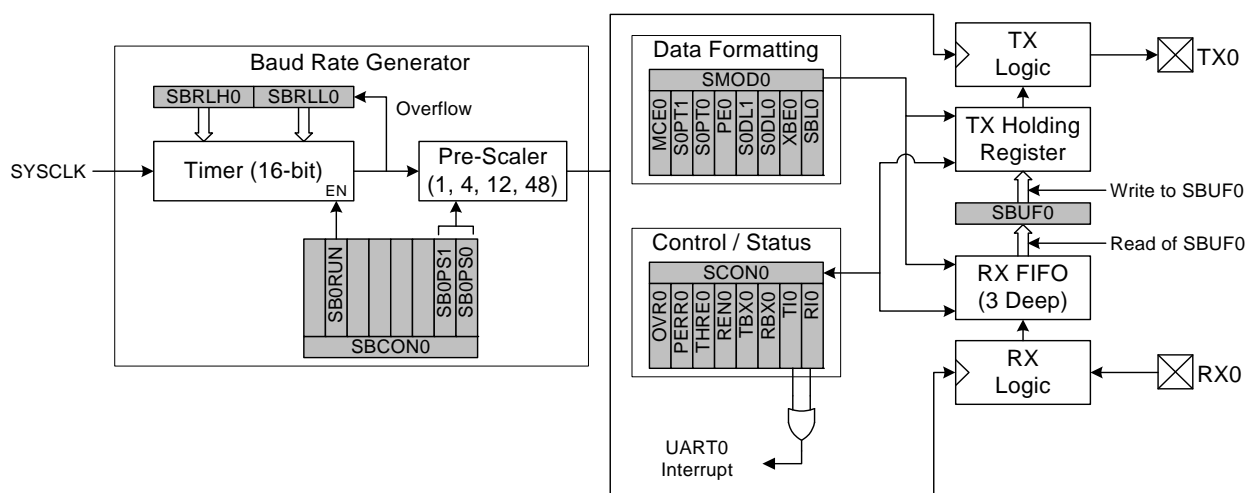 Baud Rate Generator
SBRLH0 SBRLL0
Overflow
SYSCLK
Timer (16-bit)
EN
Pre-Scaler
(1, 4, 12, 48)
SB0RUN
SB0PS1
SB0PS0
SBCON0
Data Formatting
SMOD0
MCE0
S0PT1
S0PT0
PE0
S0DL1
S0DL0
XBE0
SBL0
Control / Status
SCON0
OVR0
PERR0
THRE0
REN0
TBX0
RBX0
TI0
RI0
UART0
Interrupt
TX
Logic
TX0
TX Holding
Register
Write to SBUF0
SBUF0
Read of SBUF0
RX FIFO
(3 Deep)
RX
Logic
RX0